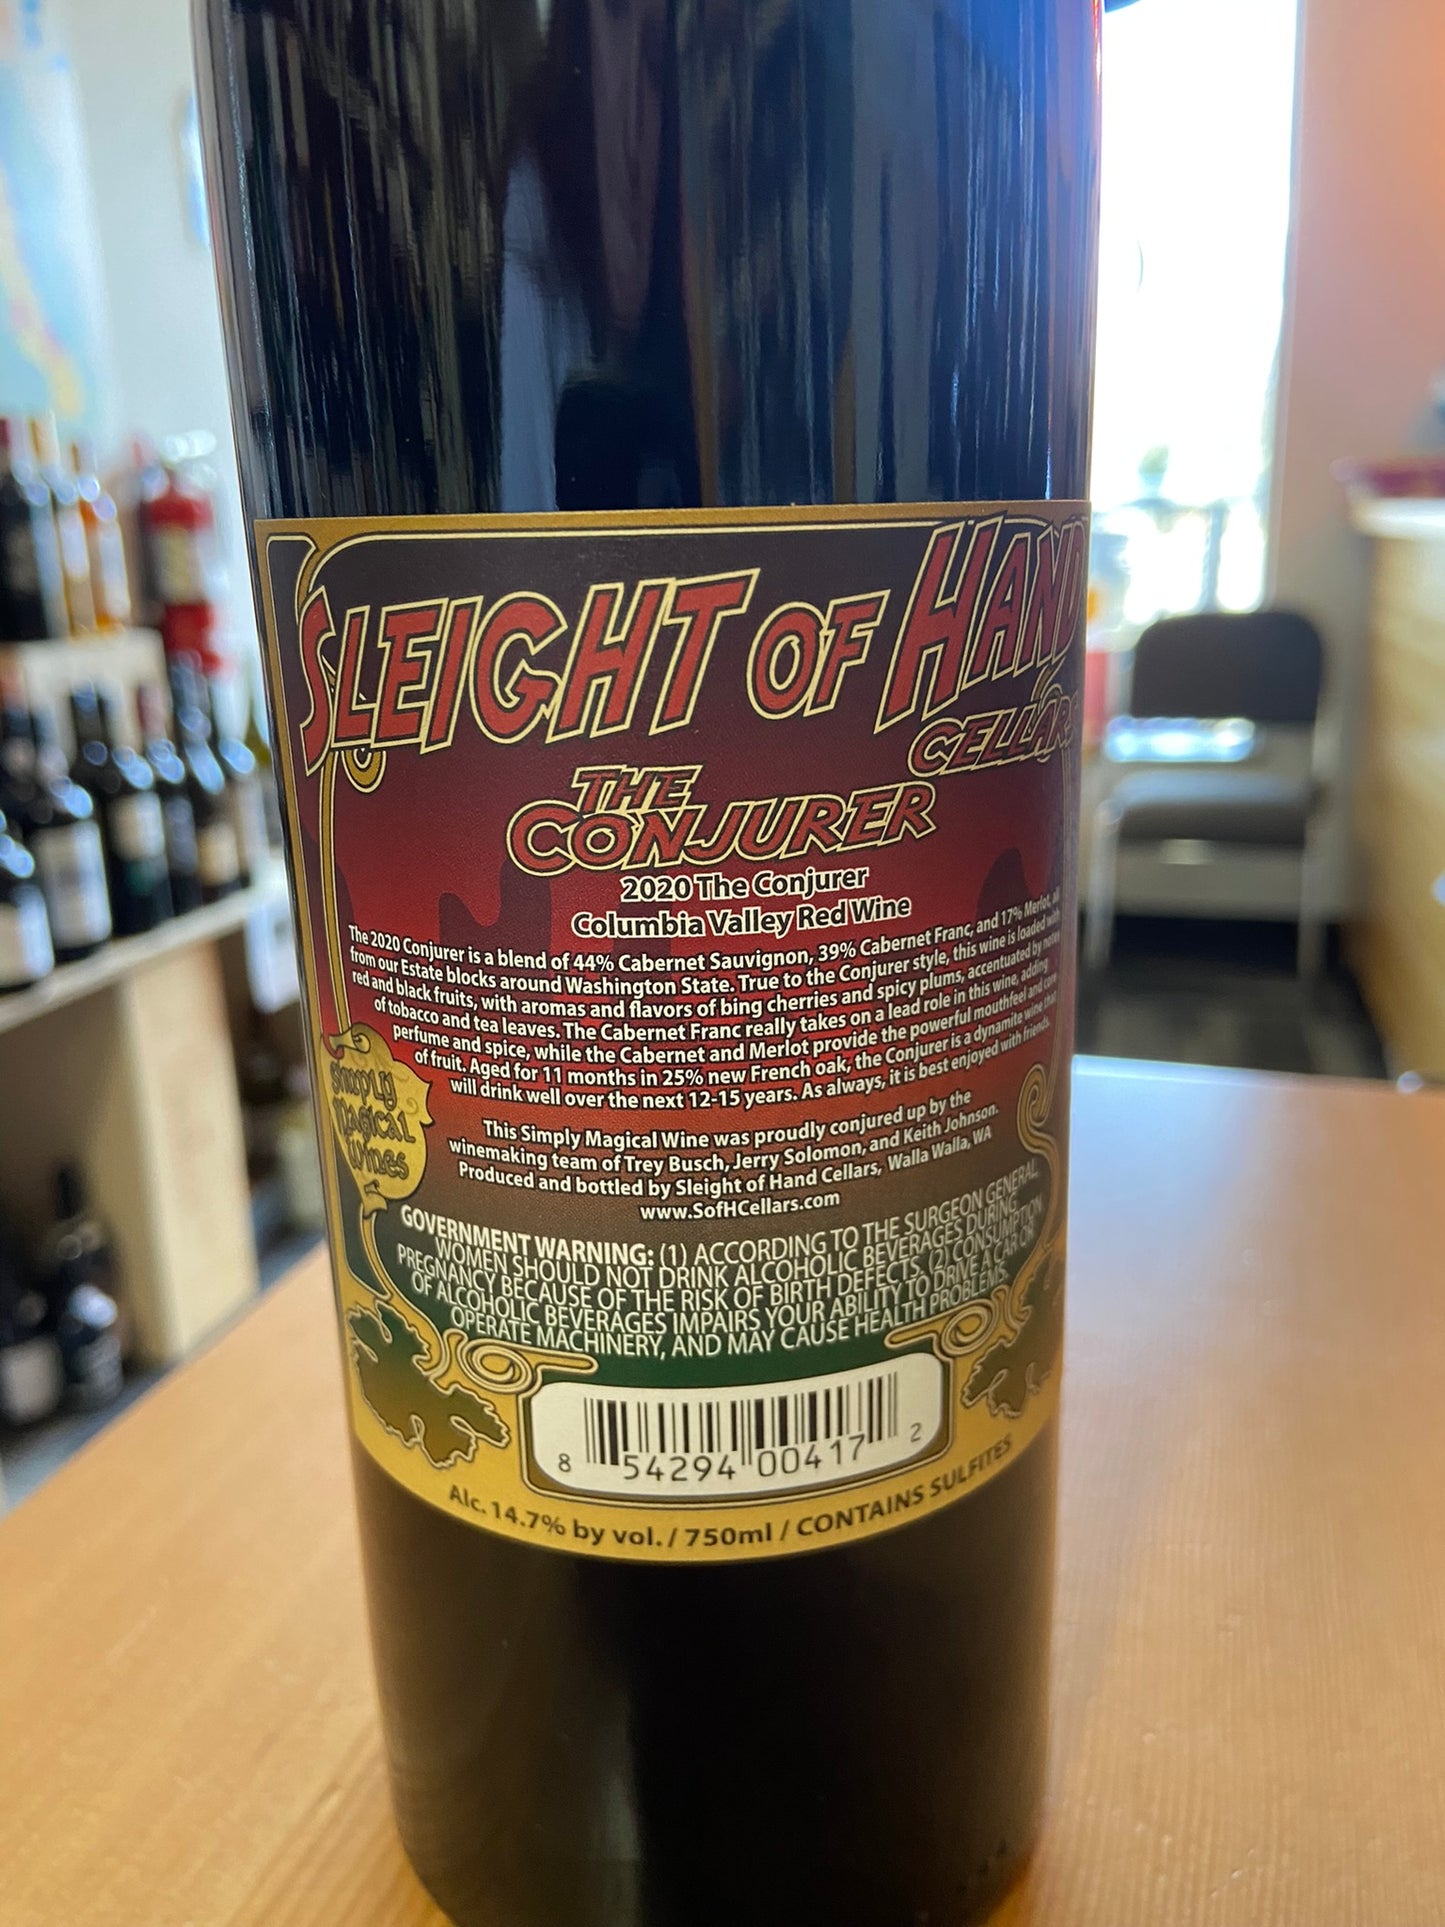 SLEIGHT OF HAND
CELLARS
THE
CONJURER
2020 The Conjurer
Columbia Valley Red Wine
The 2020 Conjurer is a blend of 44% Cabernet Sauvignon, 39% Cabernet Franc, and 17% Merlot, all
from our Estate blocks around Washington State. True to the Conjurer style, this wine is loaded with
red and black fruits, with aromas and flavors of bing cherries and spicy plums, accentuated by notes
of tobacco and tea leaves. The Cabernet Franc really takes on a lead role in this wine, adding
perfume and spice, while the Cabernet and Merlot provide the powerful mouthfeel and core
of fruit. Aged for 11 months in 25% new French oak, the Conjurer is a dynamite wine that
will drink well over the next 12-15 years. As always, it is best enjoyed with friends.
Simply
Magical
Wines
This Simply Magical Wine was proudly conjured up by the
winemaking team of Trey Busch, Jerry Solomon, and Keith Johnson.
Produced and bottled by Sleight of Hand Cellars, Walla Walla, WA
www.SofHCellars.com
GOVERNMENT WARNING: (1) ACCORDING TO THE SURGEON GENERAL,
WOMEN SHOULD NOT DRINK ALCOHOLIC BEVERAGES DURING
PREGNANCY BECAUSE OF THE RISK OF BIRTH DEFECTS. (2) CONSUMPTION
OF ALCOHOLIC BEVERAGES IMPAIRS YOUR ABILITY TO DRIVE A CAR OR
OPERATE MACHINERY, AND MAY CAUSE HEALTH PROBLEMS.
8 54294 00417 2
Alc. 14.7% by vol. / 750ml / CONTAINS SULFITES